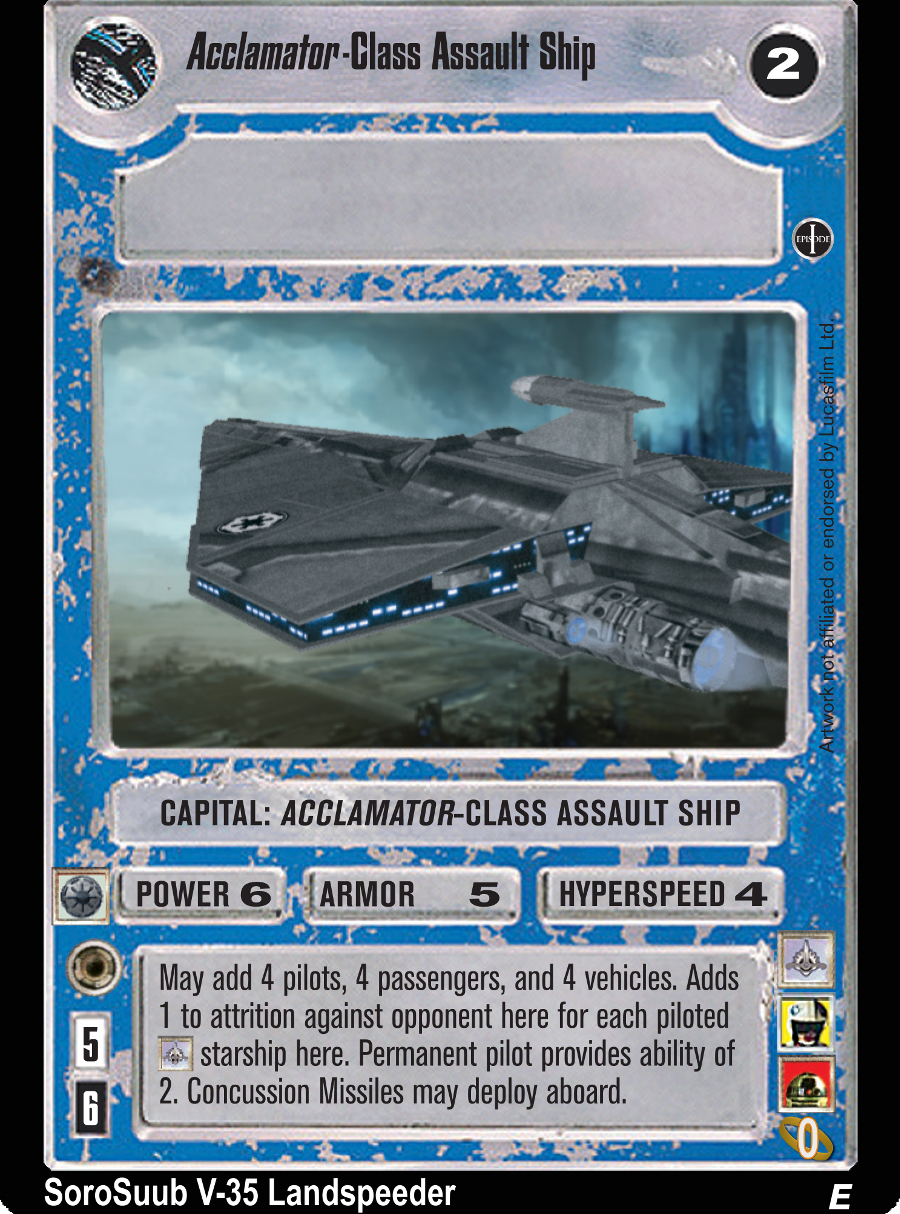 Acclamator-Class Assault Ship
2
EPISODE
I
Artwork not affiliated or endorsed by Lucasfilm Ltd.
CAPITAL: ACCLAMATOR-CLASS ASSAULT SHIP
POWER 6
ARMOR 5
HYPERSPEED 4
May add 4 pilots, 4 passengers, and 4 vehicles. Adds
1 to attrition against opponent here for each piloted
starship here. Permanent pilot provides ability of
2. Concussion Missiles may deploy aboard.
5
6
0
SoroSuub V-35 Landspeeder
E